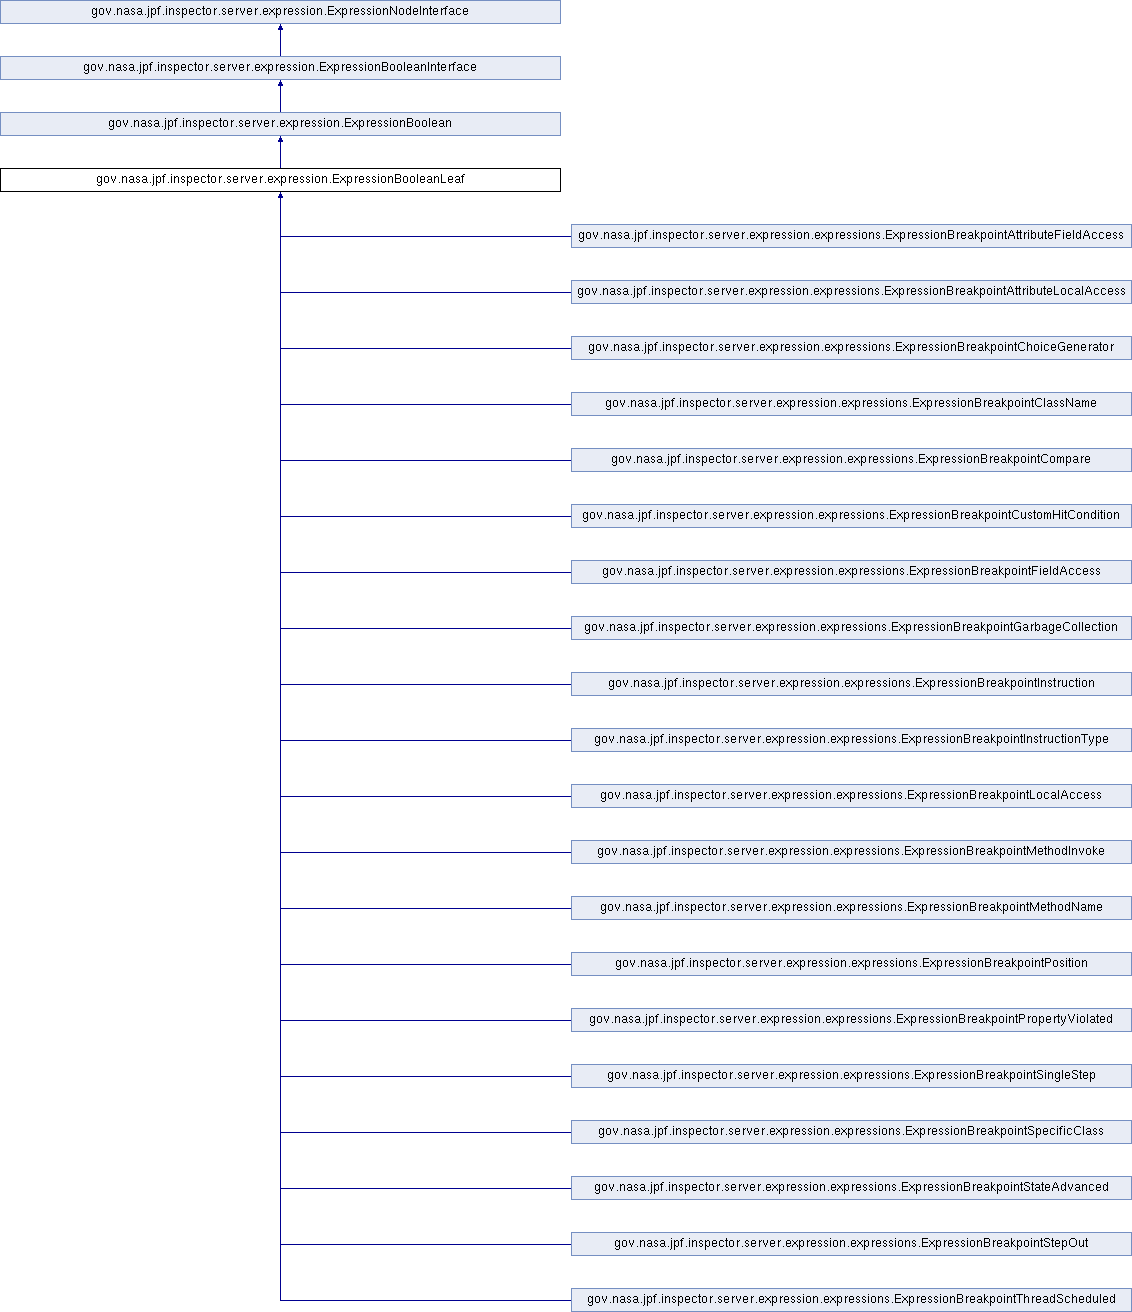 gov.nasa.jpf.inspector.server.expression.ExpressionNodeInterface
gov.nasa.jpf.inspector.server.expression.ExpressionBooleanInterface
gov.nasa.jpf.inspector.server.expression.ExpressionBoolean
gov.nasa.jpf.inspector.server.expression.ExpressionBooleanLeaf
gov.nasa.jpf.inspector.server.expression.expressions.ExpressionBreakpointAttributeFieldAccess
gov.nasa.jpf.inspector.server.expression.expressions.ExpressionBreakpointAttributeLocalAccess
gov.nasa.jpf.inspector.server.expression.expressions.ExpressionBreakpointChoiceGenerator
gov.nasa.jpf.inspector.server.expression.expressions.ExpressionBreakpointClassName
gov.nasa.jpf.inspector.server.expression.expressions.ExpressionBreakpointCompare
gov.nasa.jpf.inspector.server.expression.expressions.ExpressionBreakpointCustomHitCondition
gov.nasa.jpf.inspector.server.expression.expressions.ExpressionBreakpointFieldAccess
gov.nasa.jpf.inspector.server.expression.expressions.ExpressionBreakpointGarbageCollection
gov.nasa.jpf.inspector.server.expression.expressions.ExpressionBreakpointInstruction
gov.nasa.jpf.inspector.server.expression.expressions.ExpressionBreakpointInstructionType
gov.nasa.jpf.inspector.server.expression.expressions.ExpressionBreakpointLocalAccess
gov.nasa.jpf.inspector.server.expression.expressions.ExpressionBreakpointMethodInvoke
gov.nasa.jpf.inspector.server.expression.expressions.ExpressionBreakpointMethodName
gov.nasa.jpf.inspector.server.expression.expressions.ExpressionBreakpointPosition
gov.nasa.jpf.inspector.server.expression.expressions.ExpressionBreakpointPropertyViolated
gov.nasa.jpf.inspector.server.expression.expressions.ExpressionBreakpointSingleStep
gov.nasa.jpf.inspector.server.expression.expressions.ExpressionBreakpointSpecificClass
gov.nasa.jpf.inspector.server.expression.expressions.ExpressionBreakpointStateAdvanced
gov.nasa.jpf.inspector.server.expression.expressions.ExpressionBreakpointStepOut
gov.nasa.jpf.inspector.server.expression.expressions.ExpressionBreakpointThreadScheduled